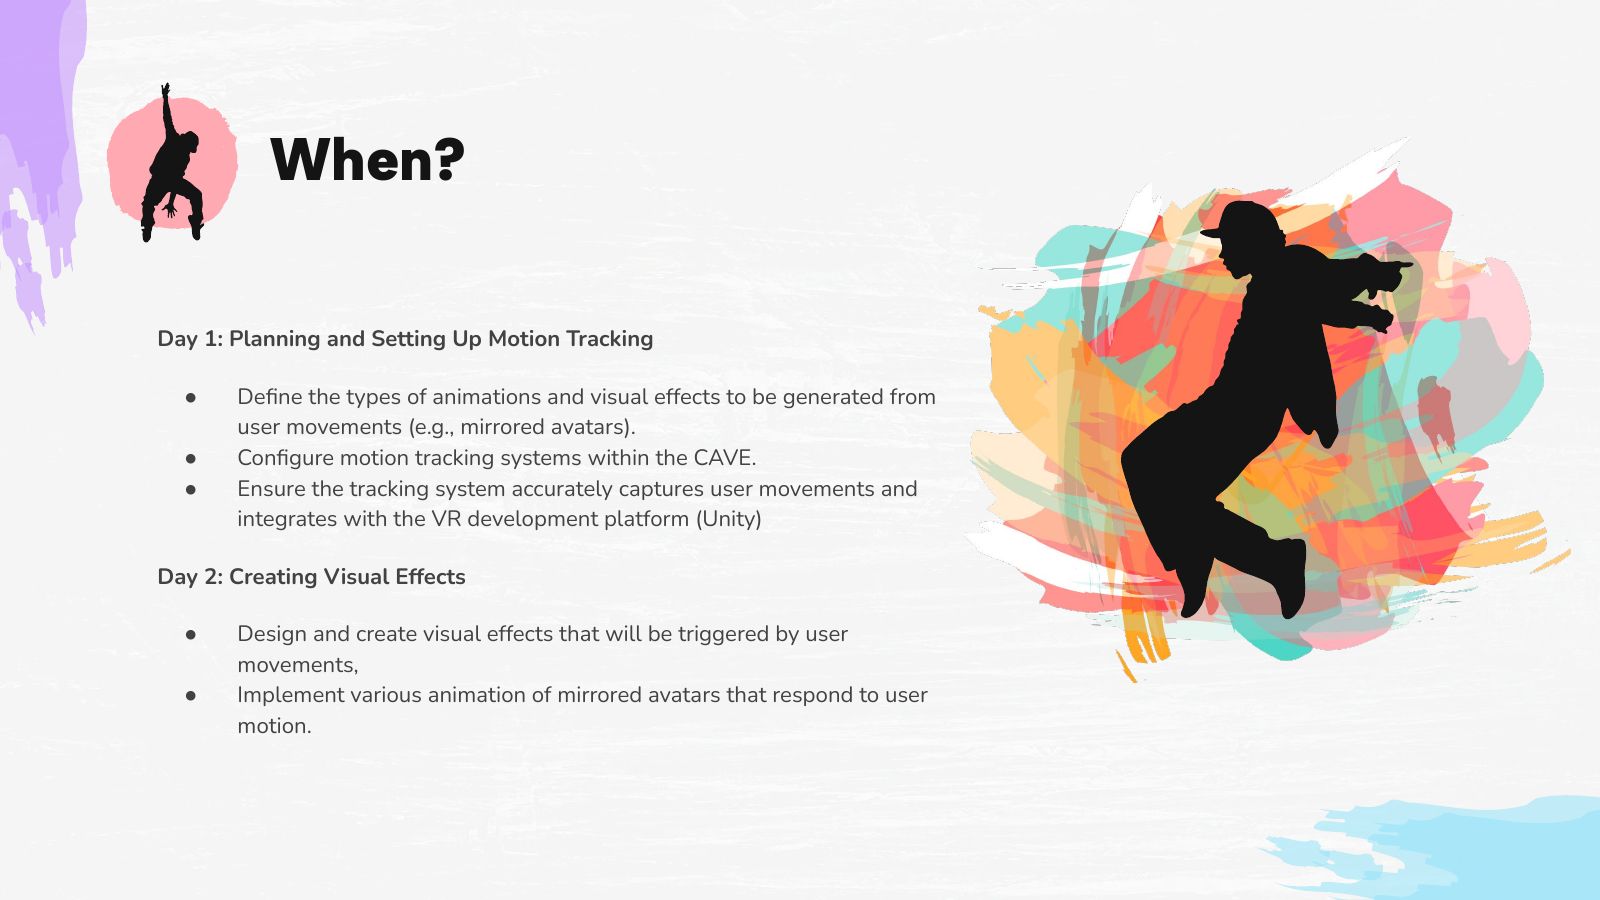 When?
Day 1: Planning and Setting Up Motion Tracking
● Define the types of animations and visual effects to be generated from
user movements (e.g., mirrored avatars).
● Configure motion tracking systems within the CAVE.
● Ensure the tracking system accurately captures user movements and
integrates with the VR development platform (Unity)
Day 2: Creating Visual Effects
● Design and create visual effects that will be triggered by user
movements,
● Implement various animation of mirrored avatars that respond to user
motion.